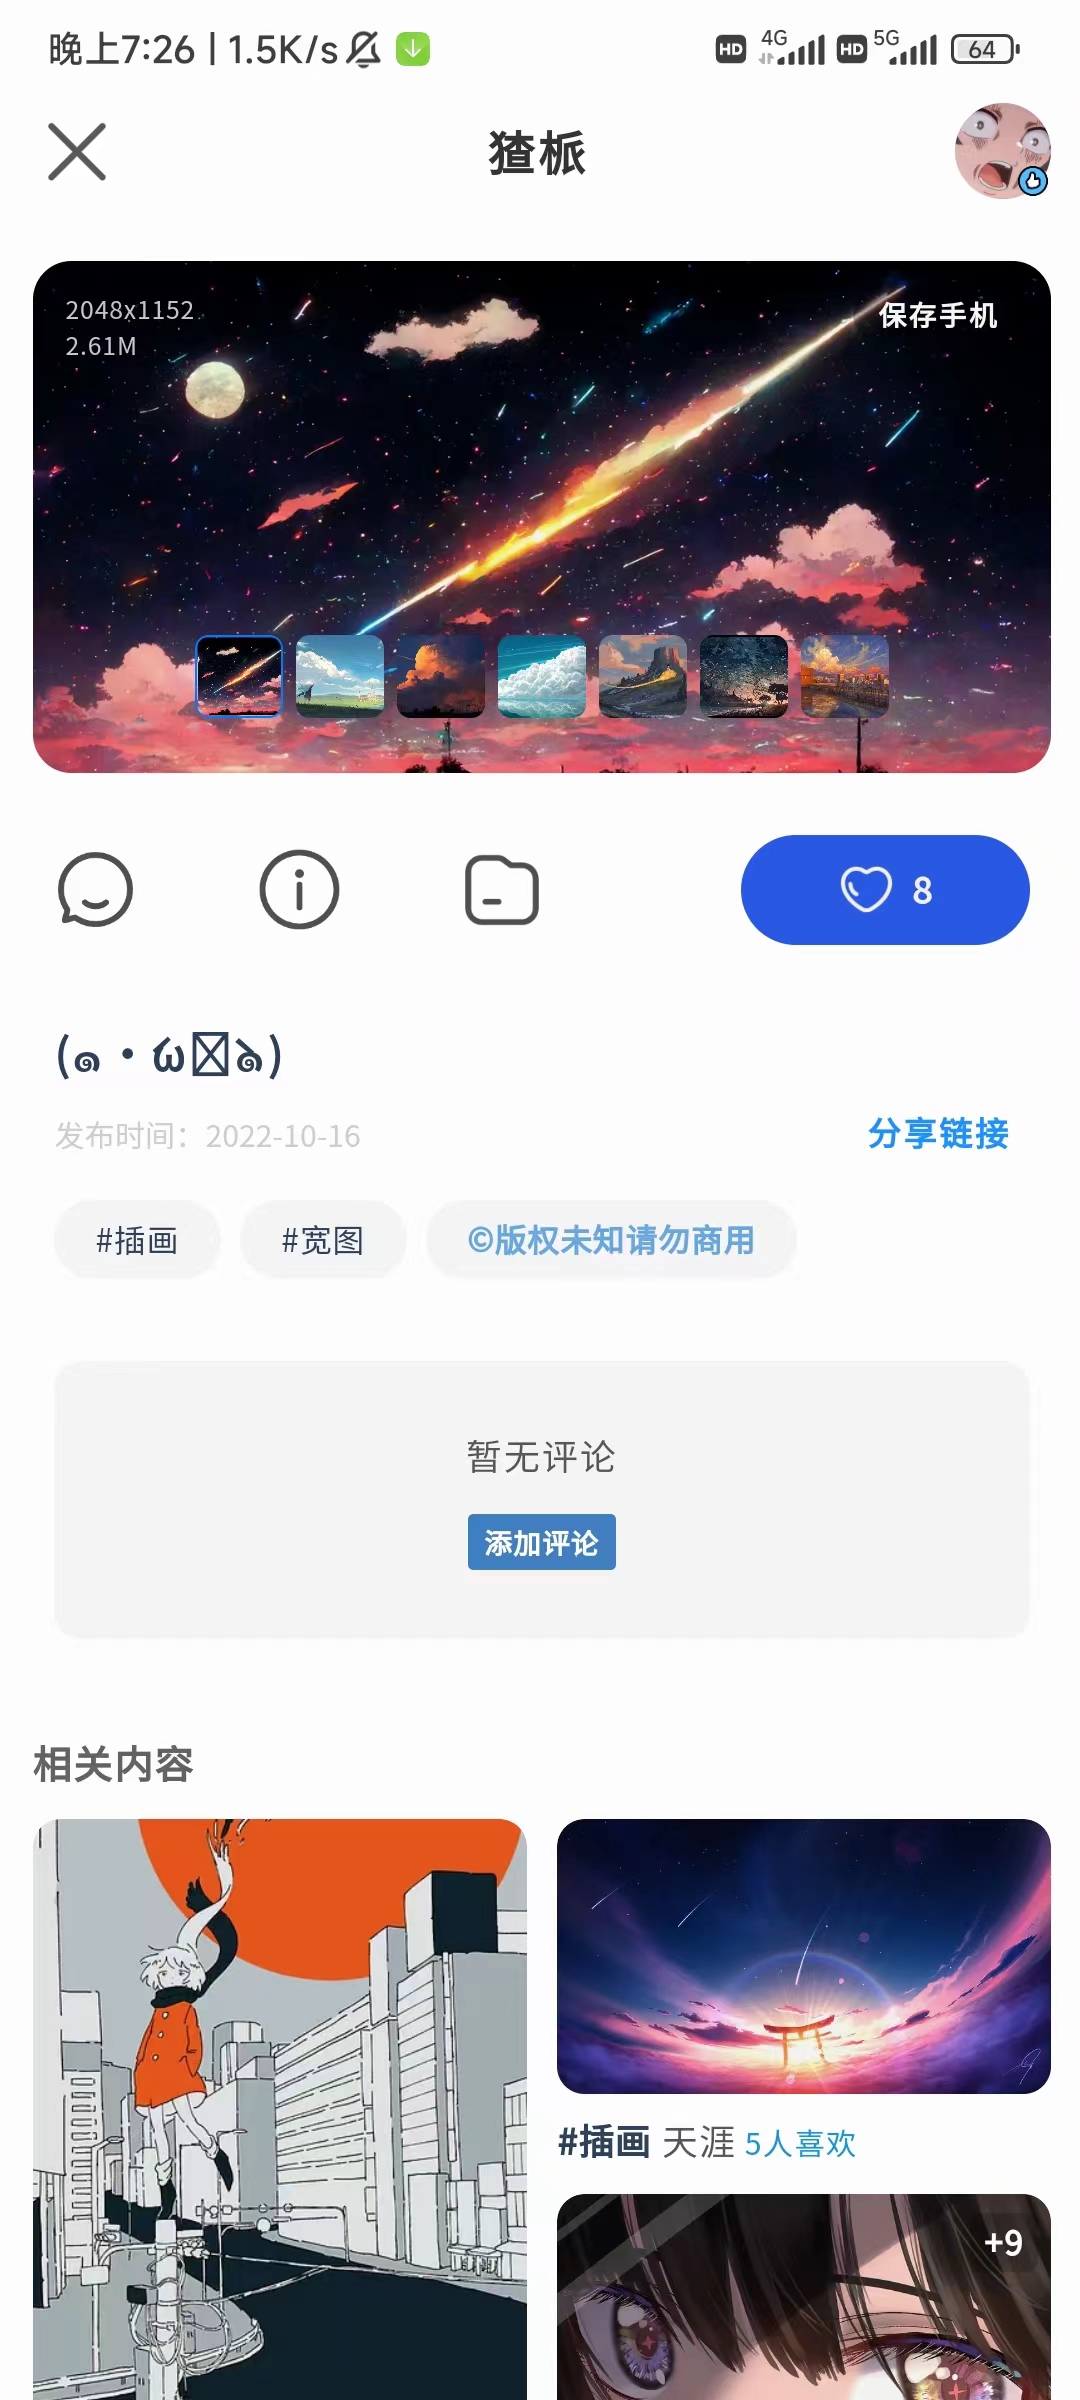 晚上7:26 | 1.5K/s
HD 4G HD 5G 64
猹桭
2048x1152
2.61M
保存手机
8
(๑・ω☒๑)
发布时间：2022-10-16
分享链接
#插画 #宽图 ©版权未知请勿商用
暂无评论
添加评论
相关内容
#插画 天涯 5人喜欢
+9